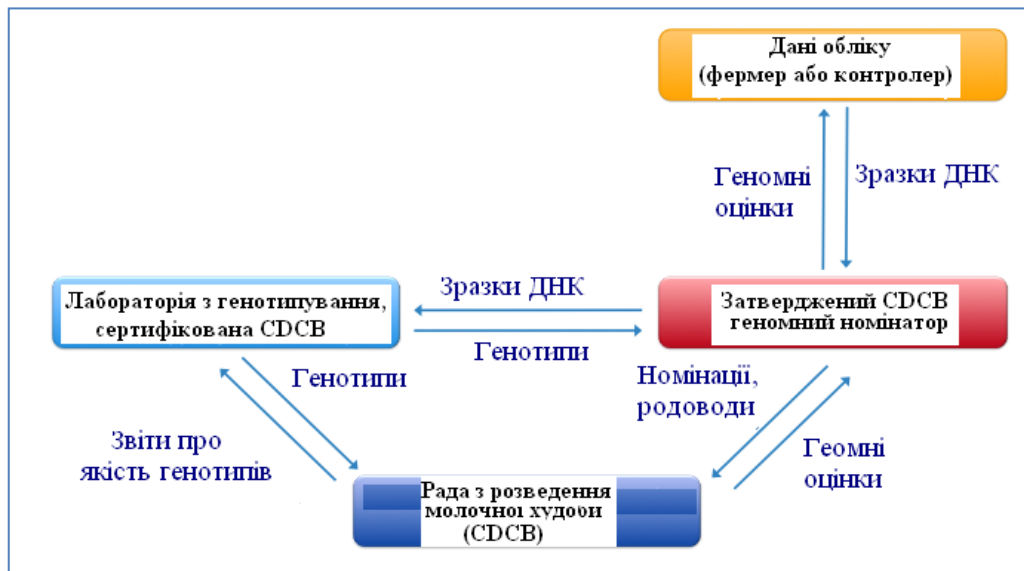 Дані обліку
(фермер або контролер)
Геномні
оцінки
Зразки ДНК
Лабораторія з генотипування,
сертифікована CDCB
Зразки ДНК
Генотипи
Затверджений CDCB
геномний номінатор
Генотипи
Звіти про
якість генотипів
Номінації,
родоводи
Геомні
оцінки
Рада з розведення
молочної худоби
(CDCB)